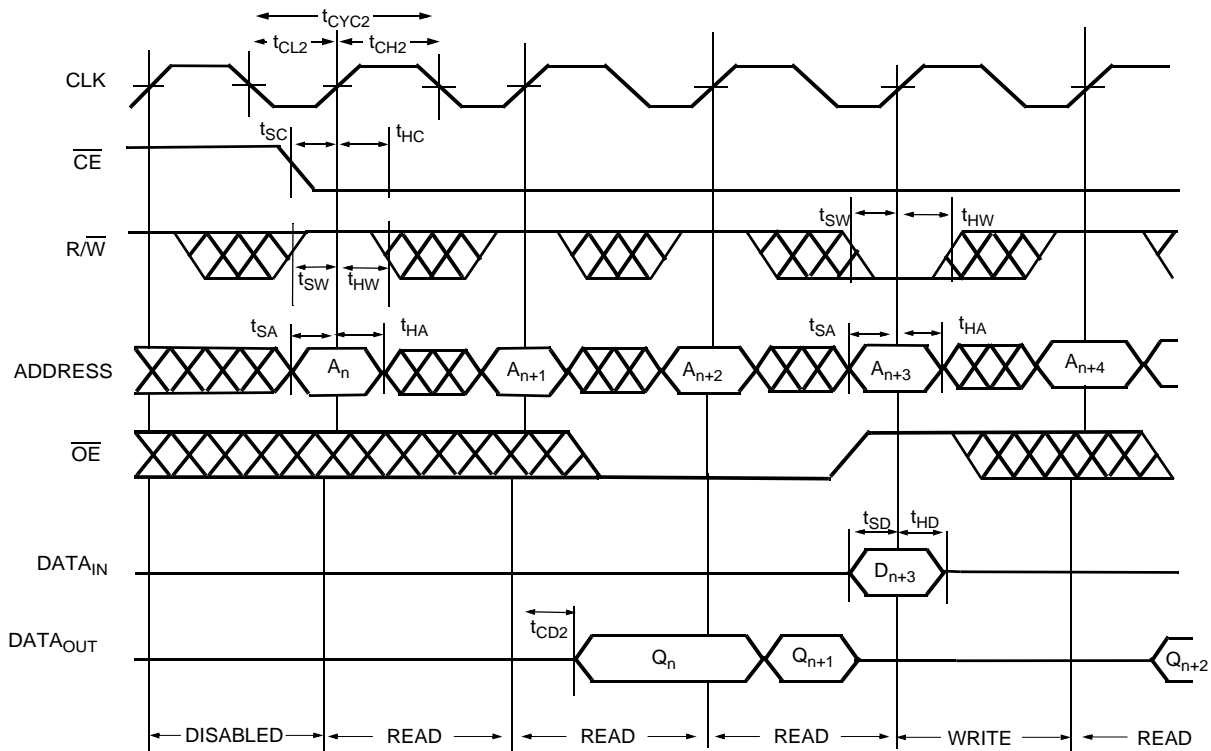 tCYC2
tCL2 tCH2
CLK
tSC tHC
CE
tSW tHW
R/W
tSW tHW
tSA tHA tSA tHA
ADDRESS An An+1 An+2 An+3 An+4
OE
tSD tHD
DATAIN Dn+3
tCD2
DATAOUT Qn Qn+1 Qn+2
DISABLED READ READ READ WRITE READ